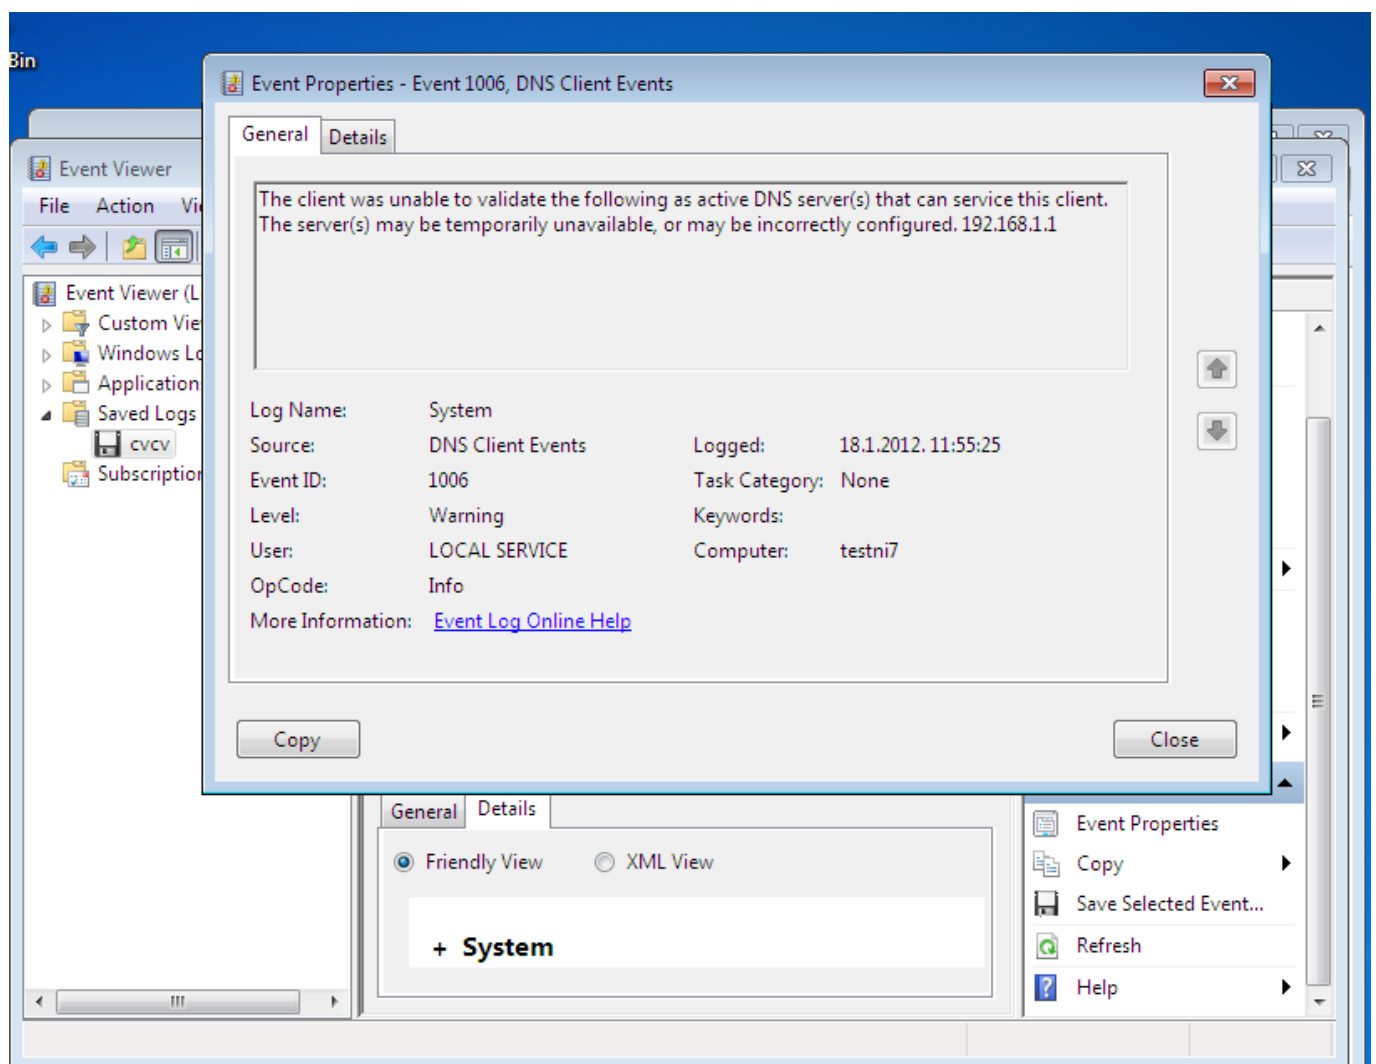 Bin
Event Properties - Event 1006, DNS Client Events
General Details
Event Viewer
File Action Vi
The client was unable to validate the following as active DNS server(s) that can service this client.
The server(s) may be temporarily unavailable, or may be incorrectly configured. 192.168.1.1
Event Viewer (L
Custom Vie
Windows Lo
Application
Saved Logs
cvcv
Subscription
Log Name: System
Source: DNS Client Events Logged: 18.1.2012. 11:55:25
Event ID: 1006 Task Category: None
Level: Warning Keywords:
User: LOCAL SERVICE Computer: testni7
OpCode: Info
More Information: Event Log Online Help
Copy Close
General Details
Friendly View XML View
+ System
Event Properties
Copy
Save Selected Event...
Refresh
Help